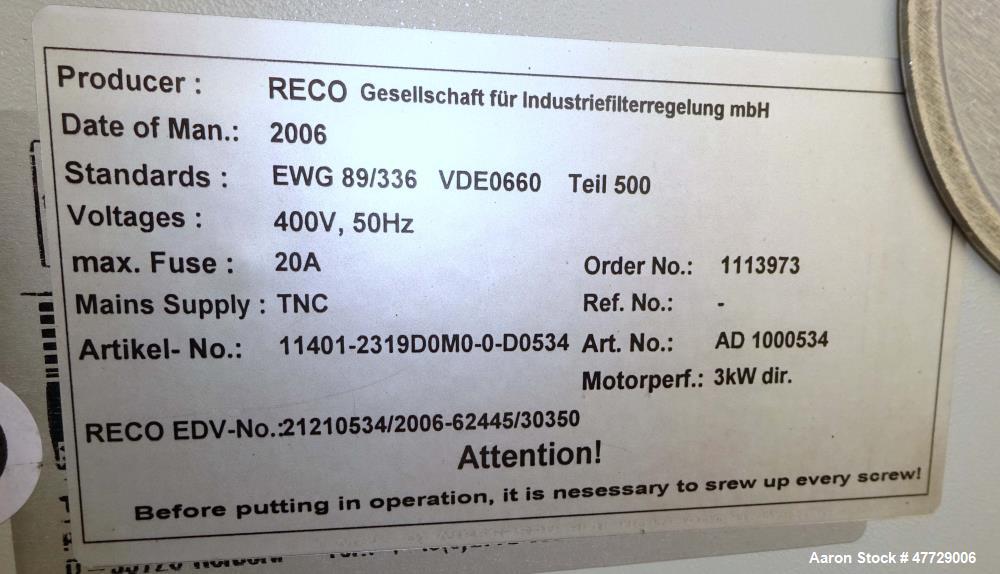 Producer : RECO Gesellschaft für Industriefilterregelung mbH
Date of Man.: 2006
Standards : EWG 89/336 VDE0660 Teil 500
Voltages : 400V, 50Hz
max. Fuse : 20A Order No.: 1113973
Mains Supply : TNC Ref. No.: -
Artikel- No.: 11401-2319D0M0-0-D0534 Art. No.: AD 1000534
Motorperf.: 3kW dir.
RECO EDV-No.:21210534/2006-62445/30350
Attention!
Before putting in operation, it is nesessary to srew up every screw!
Aaron Stock # 47729006